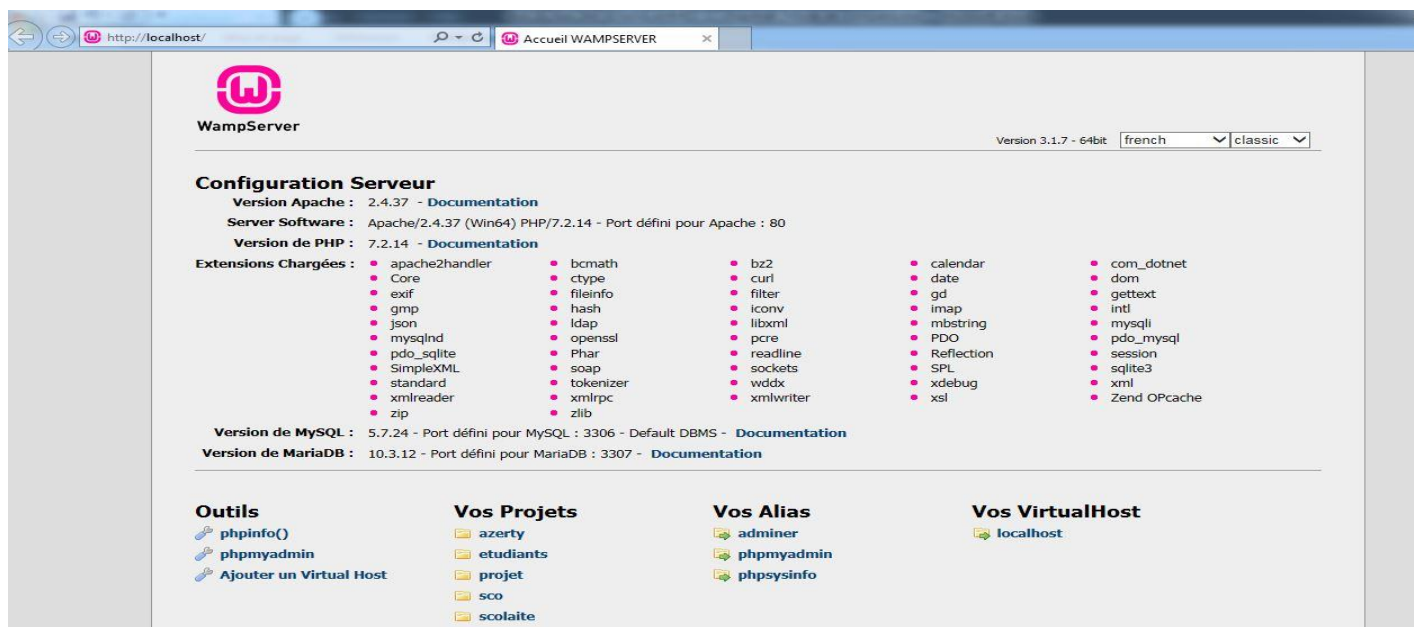 http://localhost/
Accueil WAMPSERVER
WampServer
Version 3.1.7 - 64bit french classic
Configuration Serveur
Version Apache : 2.4.37 - Documentation
Server Software : Apache/2.4.37 (Win64) PHP/7.2.14 - Port défini pour Apache : 80
Version de PHP : 7.2.14 - Documentation
Extensions Chargées : apache2handler bcmath bz2 calendar com_dotnet
Core ctype curl date dom
exif fileinfo filter gd gettext
gmp hash iconv imap intl
json ldap libxml mbstring mysqli
mysqlnd openssl pcre PDO pdo_mysql
pdo_sqlite Phar readline Reflection session
SimpleXML soap sockets SPL sqlite3
standard tokenizer wddx xdebug xml
xmlreader xmlrpc xmlwriter xsl Zend OPcache
zip zlib
Version de MySQL : 5.7.24 - Port défini pour MySQL : 3306 - Default DBMS - Documentation
Version de MariaDB : 10.3.12 - Port défini pour MariaDB : 3307 - Documentation
Outils
phpinfo()
phpmyadmin
Ajouter un Virtual Host
Vos Projets
azerty
etudiants
projet
sco
scolaite
Vos Alias
adminer
phpmyadmin
phpsysinfo
Vos VirtualHost
localhost